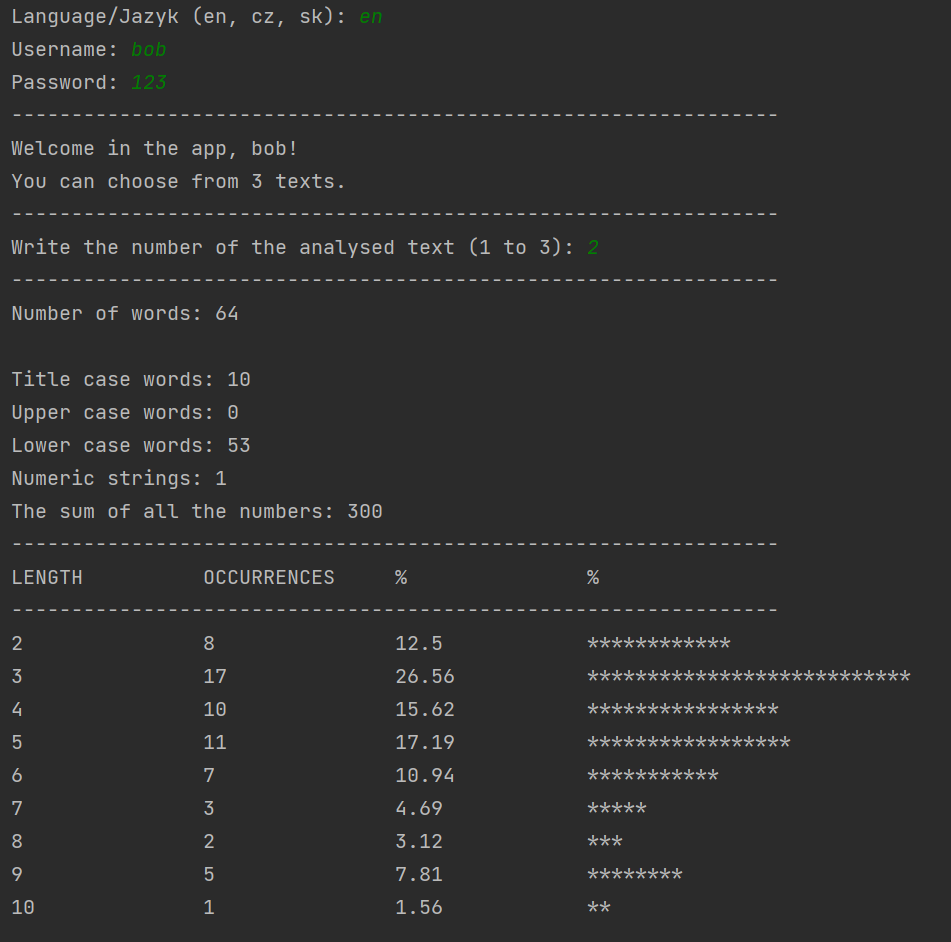 Language/Jazyk (en, cz, sk): en
Username: bob
Password: 123
----------------------------------------------------------------
Welcome in the app, bob!
You can choose from 3 texts.
----------------------------------------------------------------
Write the number of the analysed text (1 to 3): 2
----------------------------------------------------------------
Number of words: 64
Title case words: 10
Upper case words: 0
Lower case words: 53
Numeric strings: 1
The sum of all the numbers: 300
----------------------------------------------------------------
LENGTH          OCCURRENCES     %               %
----------------------------------------------------------------
2               8               12.5            ************
3               17              26.56           ***************************
4               10              15.62           ****************
5               11              17.19           *****************
6               7               10.94           ***********
7               3               4.69            *****
8               2               3.12            ***
9               5               7.81            ********
10              1               1.56            **